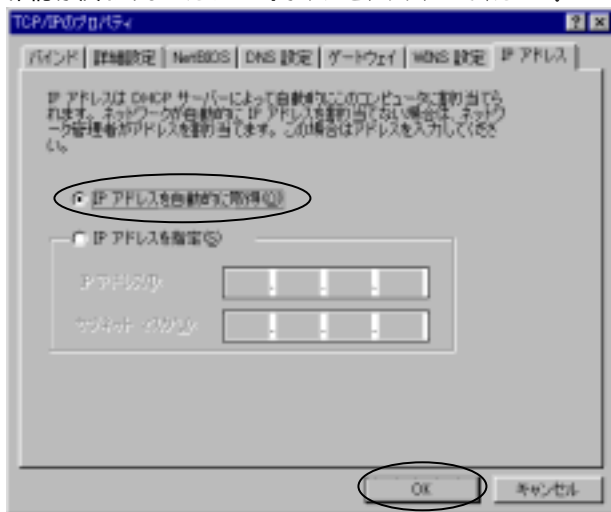 TCP/IPのプロパティ
バインド 詳細設定 NetBIOS DNS 設定 ゲートウェイ WINS 設定 IP アドレス
IP アドレスは DHCP サーバーによって自動的にこのコンピュータに割り当てら
れます。ネットワークが自動的に IP アドレスを割り当てない場合は、ネットワ
ーク管理者がアドレスを割り当てます。この場合はアドレスを入力してくださ
い。
IP アドレスを自動的に取得(O)
IP アドレスを指定(S)
IP アドレス(I):
サブネット マスク(U):
OK
キャンセル